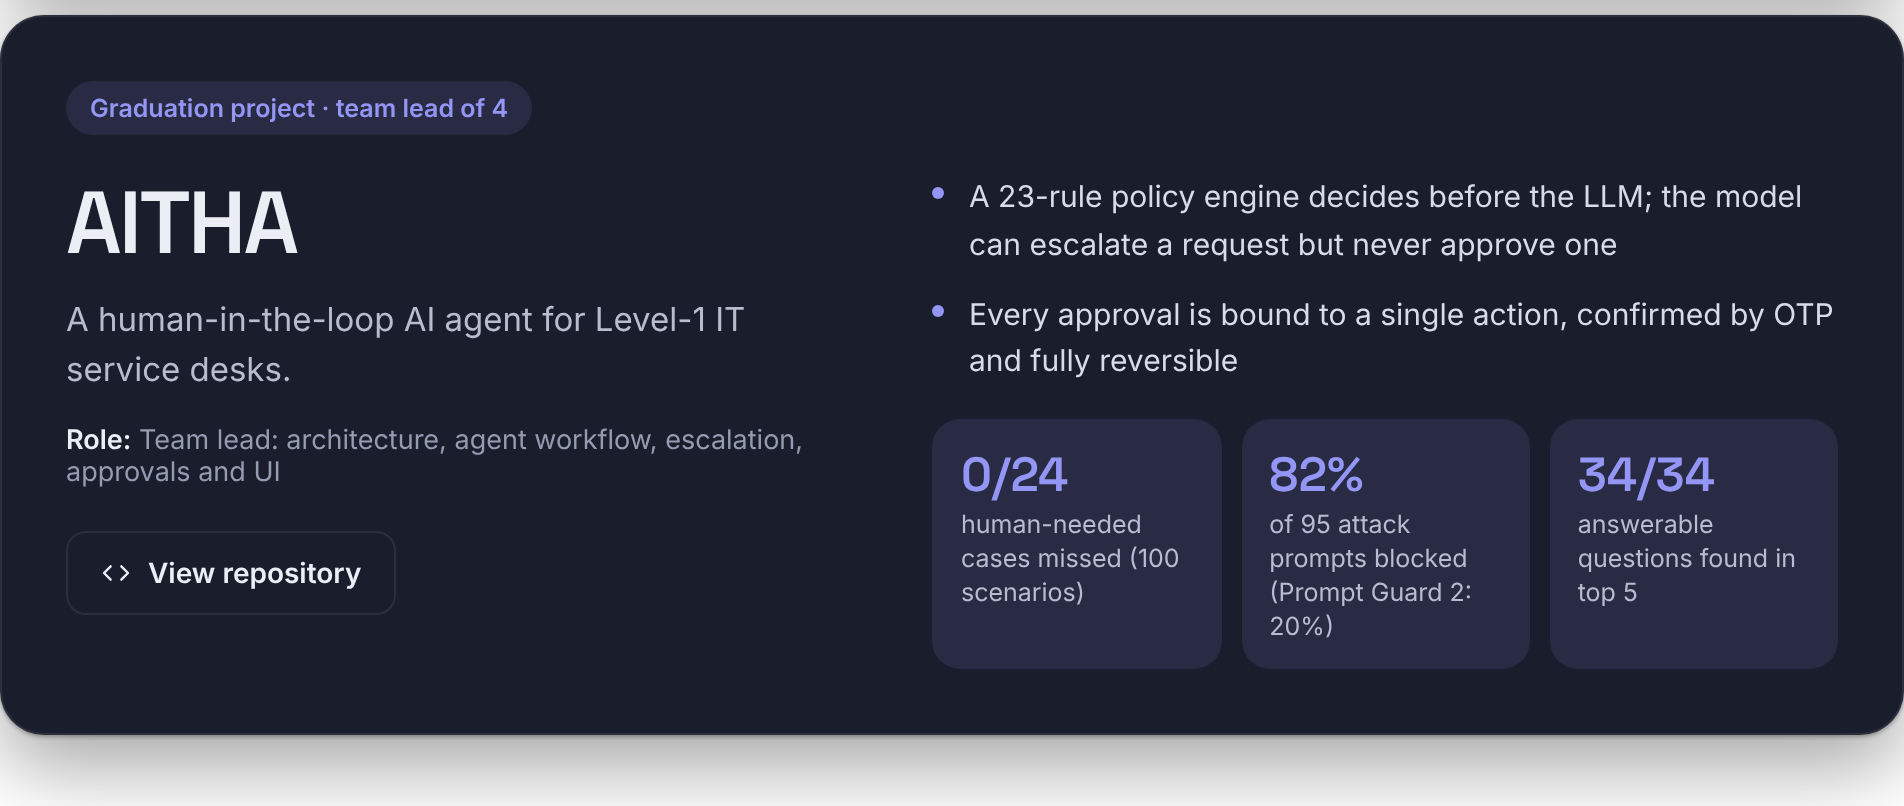 Graduation project · team lead of 4
AITHA
A human-in-the-loop AI agent for Level-1 IT
service desks.
Role: Team lead: architecture, agent workflow, escalation,
approvals and UI
View repository
A 23-rule policy engine decides before the LLM; the model
can escalate a request but never approve one
Every approval is bound to a single action, confirmed by OTP
and fully reversible
0/24
human-needed
cases missed (100
scenarios)
82%
of 95 attack
prompts blocked
(Prompt Guard 2:
20%)
34/34
answerable
questions found in
top 5